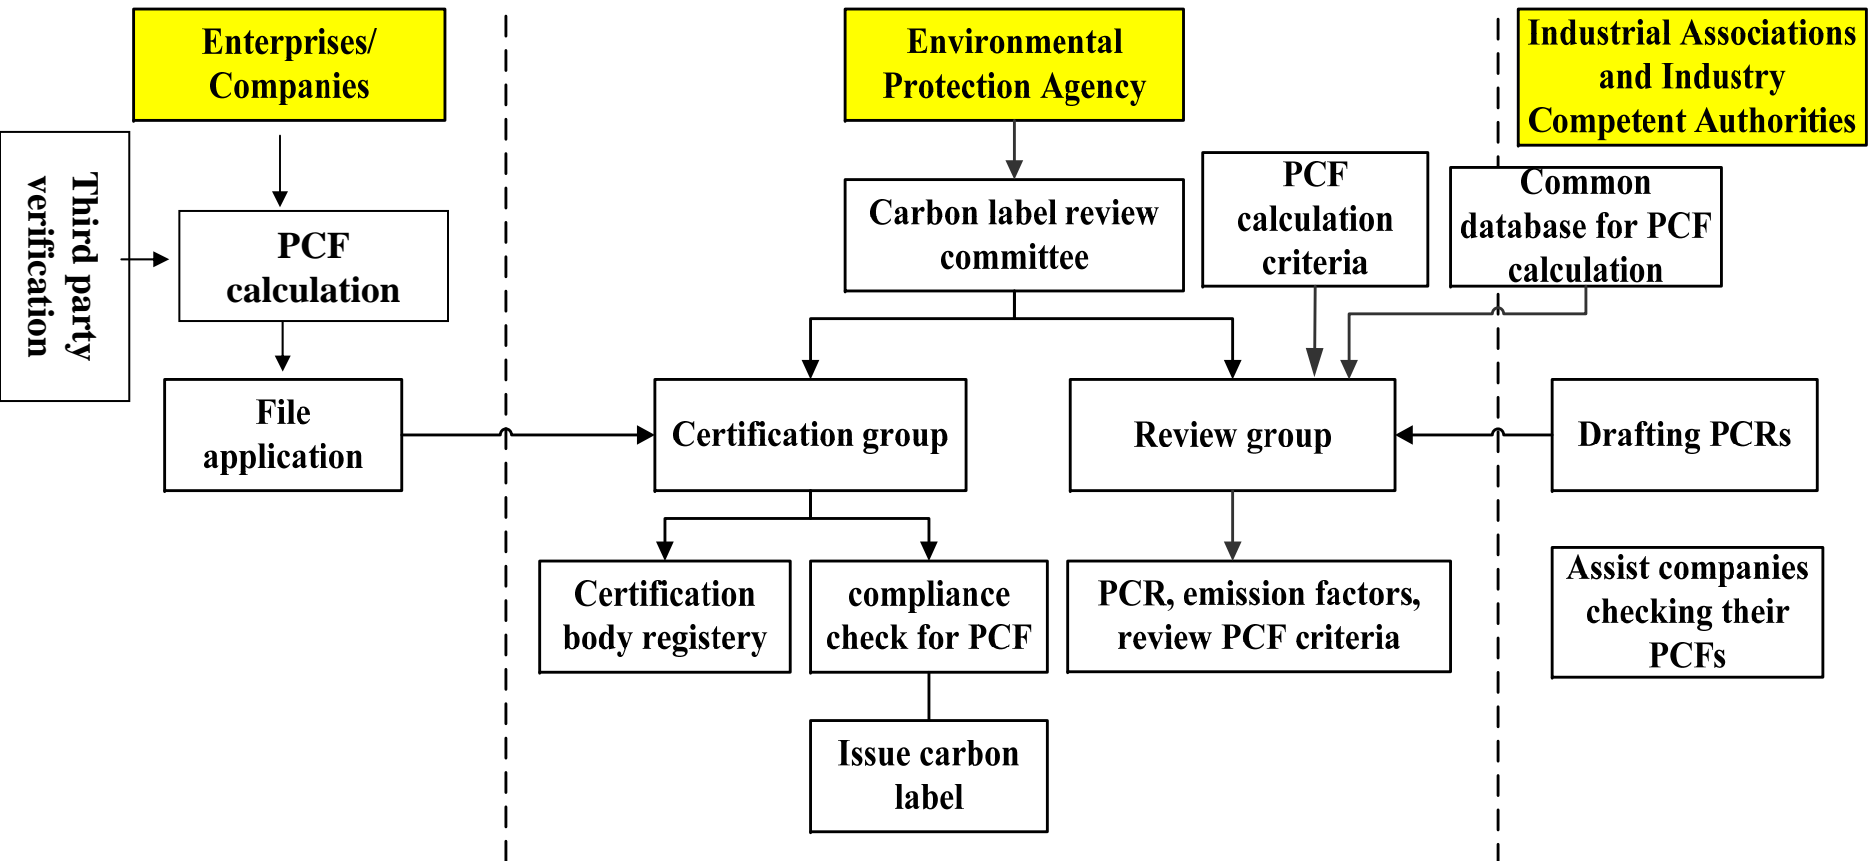 Enterprises/
Companies
Environmental
Protection Agency
Industrial Associations
and Industry
Competent Authorities
Third party
verification
PCF
calculation
Carbon label review
committee
PCF
calculation
criteria
Common
database for PCF
calculation
File
application
Certification group
Review group
Drafting PCRs
Certification
body registery
compliance
check for PCF
PCR, emission factors,
review PCF criteria
Assist companies
checking their
PCFs
Issue carbon
label